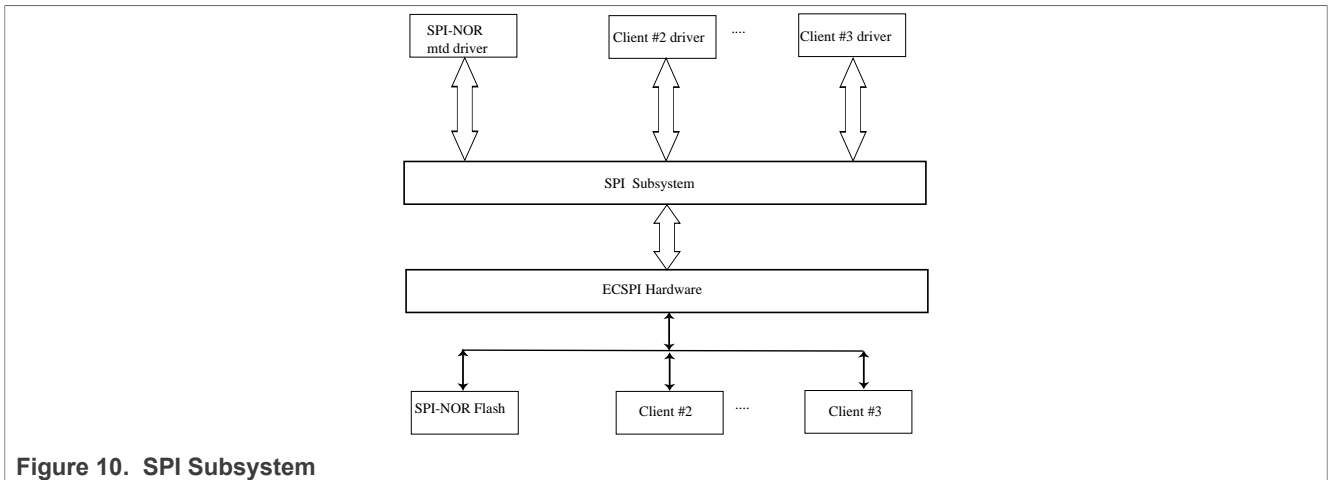 SPI-NOR
mtd driver
Client #2 driver
....
Client #3 driver
SPI Subsystem
ECSPI Hardware
SPI-NOR Flash
Client #2
....
Client #3
Figure 10. SPI Subsystem